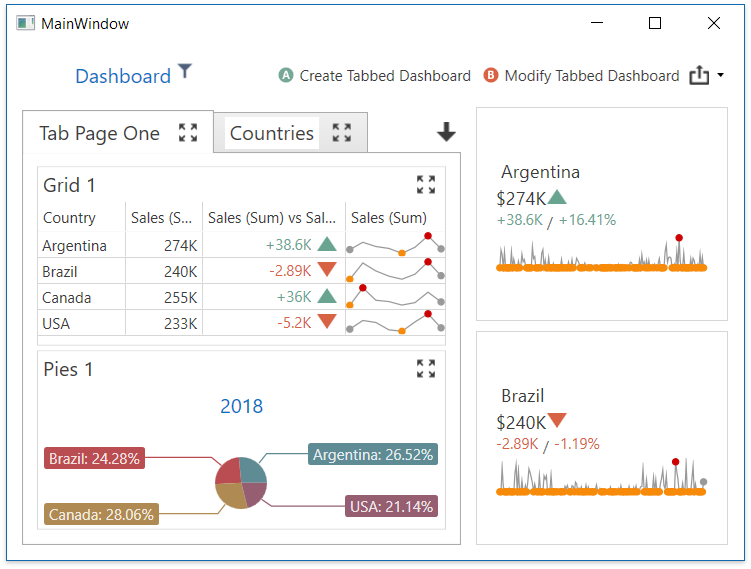 MainWindow
Dashboard
A Create Tabbed Dashboard B Modify Tabbed Dashboard
Tab Page One Countries
Grid 1
Country Sales (S... Sales (Sum) vs Sal... Sales (Sum)
Argentina 274K +38.6K
Brazil 240K -2.89K
Canada 255K +36K
USA 233K -5.2K
Pies 1
2018
Brazil: 24.28% Argentina: 26.52%
Canada: 28.06% USA: 21.14%
Argentina
$274K
+38.6K / +16.41%
Brazil
$240K
-2.89K / -1.19%